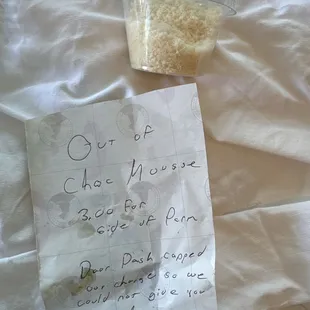 Out of
Choc Mousse
3.00 for
side of Parm
Door Dash capped
our charge so we
could not give you